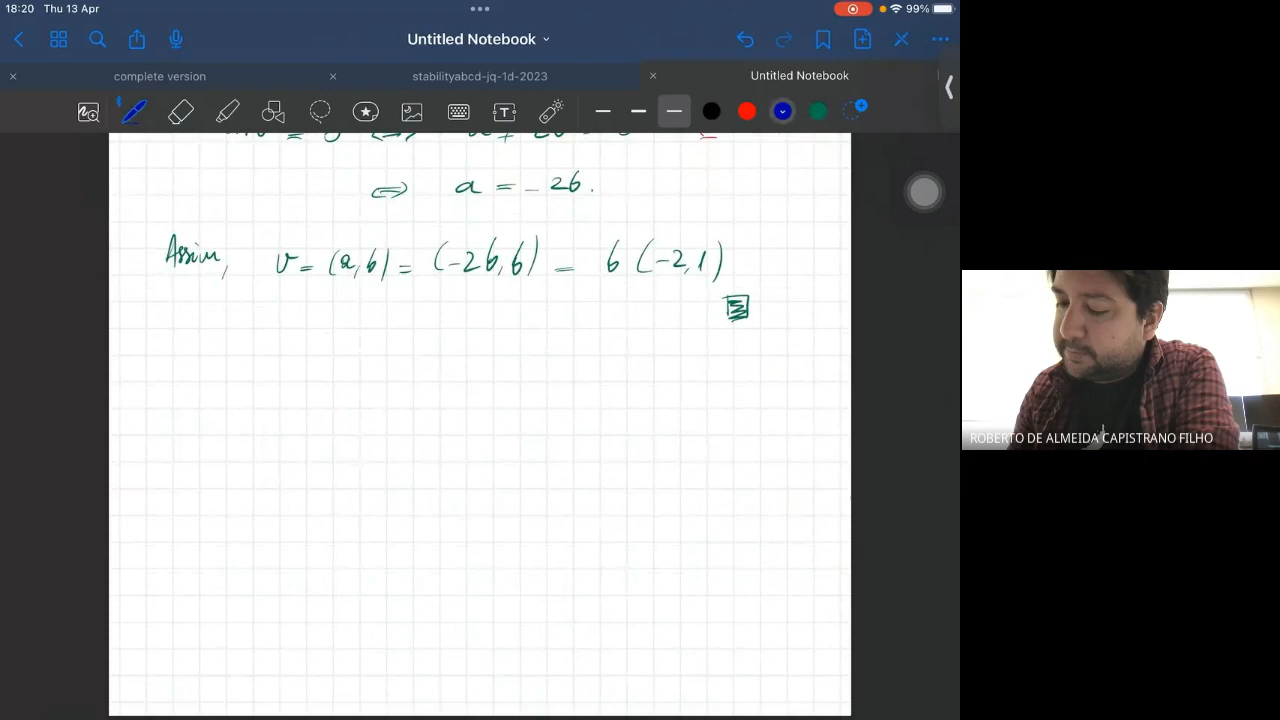 18:20 Thu 13 Apr
99%
Untitled Notebook
complete version
stabilityabcd-jq-1d-2023
Untitled Notebook
⟺ a = -2b.
Assim, v = (a,b) = (-2b,b) = b(-2,1)
ROBERTO DE ALMEIDA CAPISTRANO FILHO